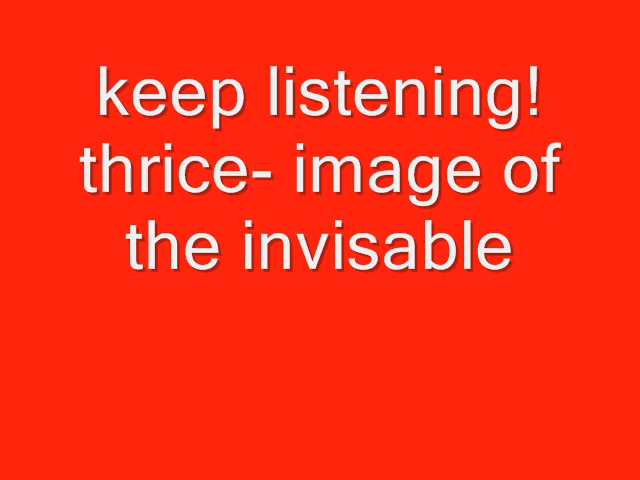 keep listening!
thrice- image of
the invisable